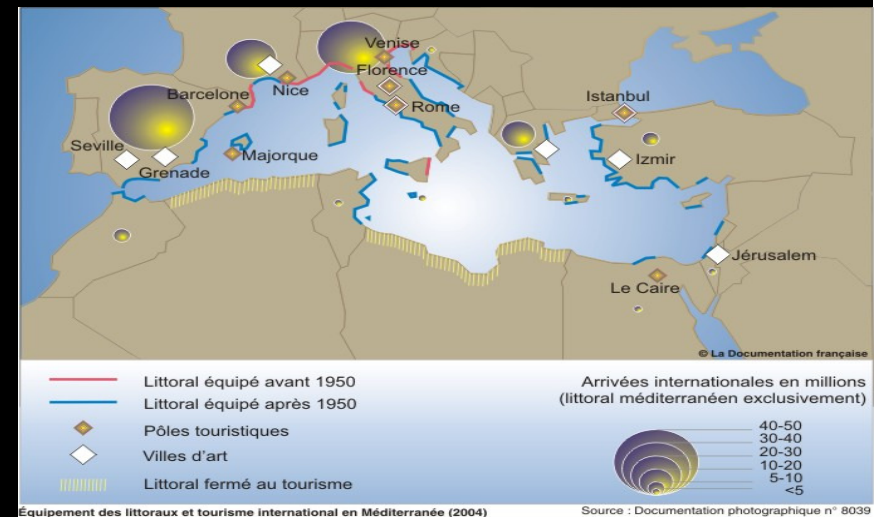 Venise
Florence
Barcelone
Nice
Rome
Istanbul
Seville
Majorque
Izmir
Grenade
Jérusalem
Le Caire
© La Documentation française
Littoral équipé avant 1950
Littoral équipé après 1950
Pôles touristiques
Villes d'art
Littoral fermé au tourisme
Arrivées internationales en millions
(littoral méditerranéen exclusivement)
40-50
30-40
20-30
10-20
5-10
<5
Équipement des littoraux et tourisme international en Méditerranée (2004)
Source : Documentation photographique n° 8039